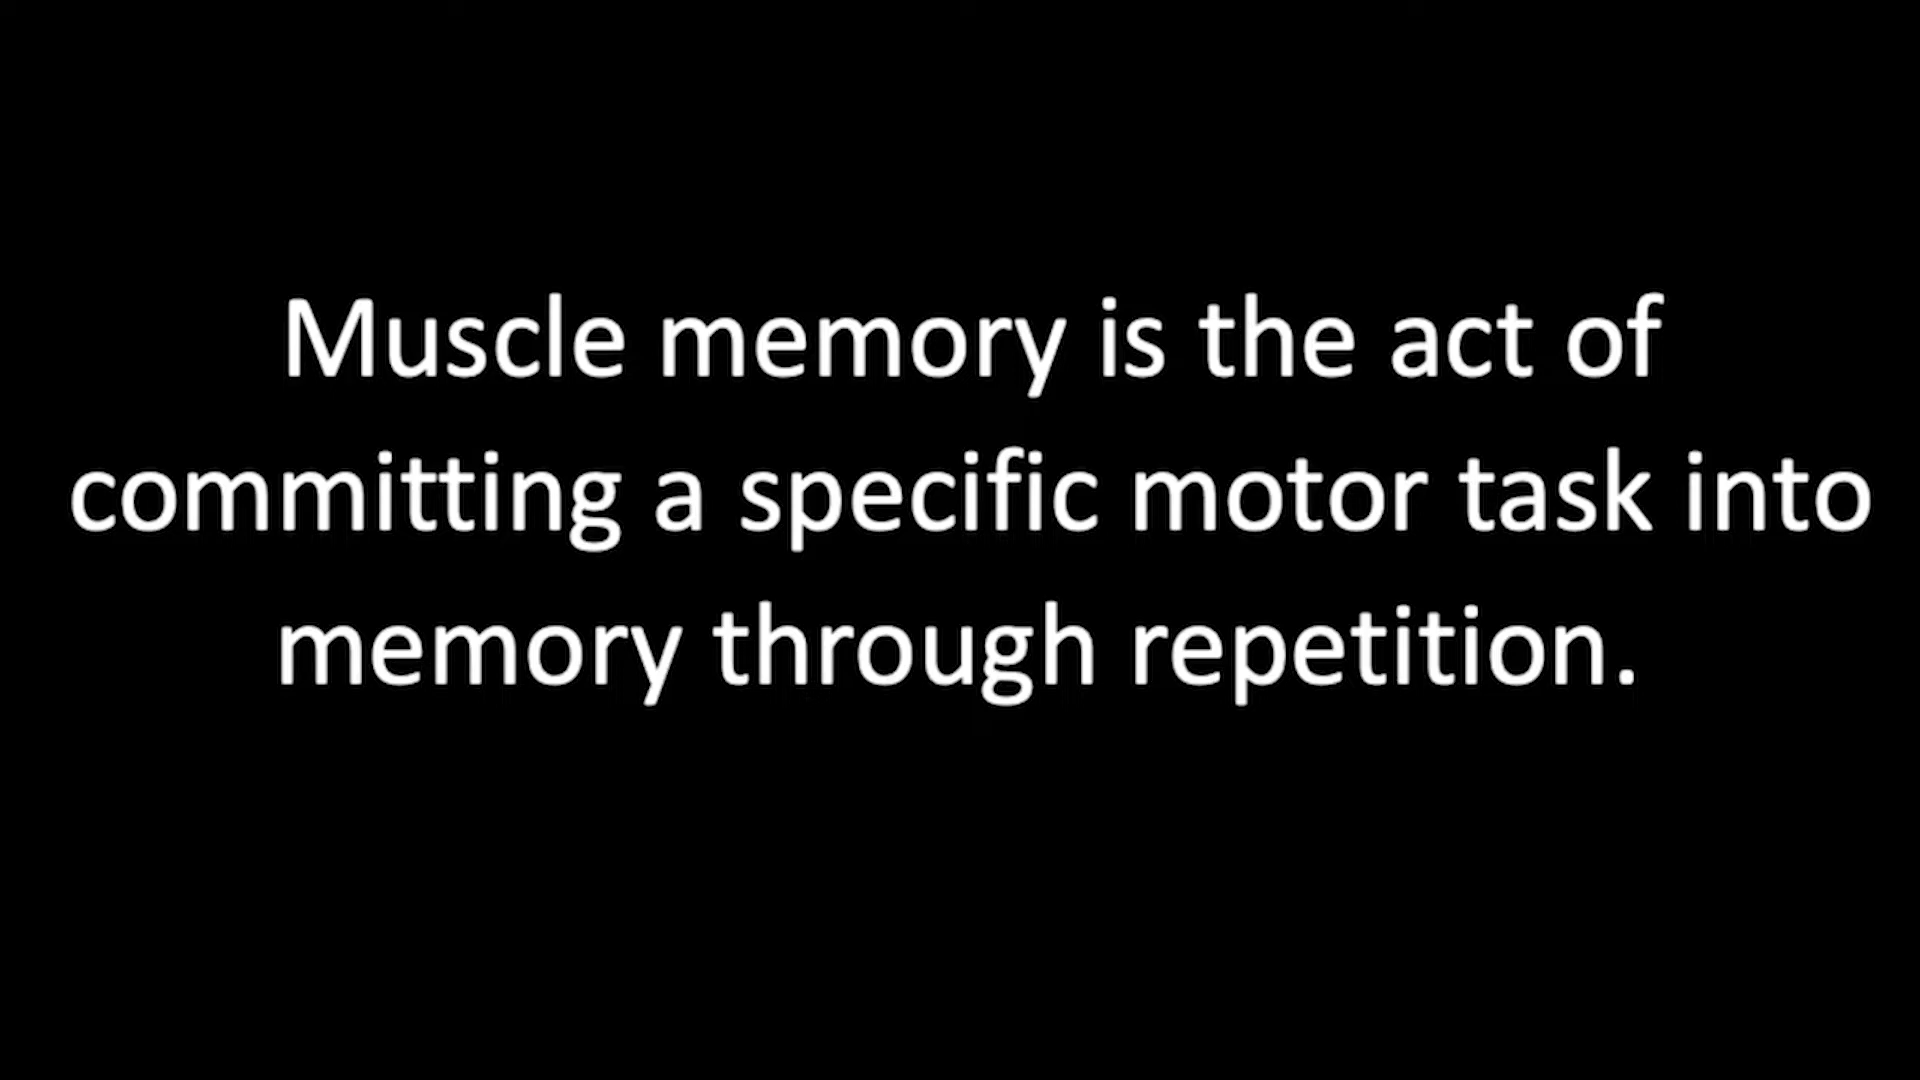 Muscle memory is the act of
committing a specific motor task into
memory through repetition.